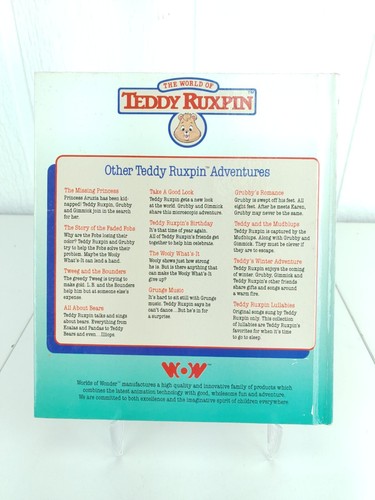 THE WORLD OF
TEDDY RUXPIN™
Other Teddy Ruxpin™ Adventures
The Missing Princess
Princess Aruzia has been kid-
napped! Teddy Ruxpin, Grubby
and Gimmick join in the search
for her.
The Story of the Faded Fobs
Why are the Fobs losing their
color? Teddy Ruxpin and Grubby
try to help the Fobs solve their
problem. Maybe the Wooly
What's-It can lend a hand.
Tweeg and the Bounders
The greedy Tweeg is trying to
make gold. L.B. and the Bounders
help him but at someone else's
expense.
All About Bears
Teddy Ruxpin talks and sings
about bears. Everything from
Koalas and Pandas to Teddy
Bears and even . . . Illiops.
Take A Good Look
Teddy Ruxpin gets a new look
at the world. Grubby and Gimmick
share this microscopic adventure.
Teddy Ruxpin's Birthday
It's that time of year again.
All of Teddy Ruxpin's friends get
together to help him celebrate.
The Wooly What's-It
Wooly shows just how strong
he is. But is there anything that
can make the Wooly What's-It
give up?
Grunge Music
It's hard to sit still with Grunge
music. Teddy Ruxpin says he
can't dance . . . But he's in for
a surprise.
Grubby's Romance
Grubby is swept off his feet. All
eight feet. After he meets Karen,
Grubby may never be the same.
Teddy and the Mudblups
Teddy Ruxpin is captured by the
Mudblups. Along with Grubby and
Gimmick. They must be clever if
they are to escape.
Teddy's Winter Adventure
Teddy Ruxpin enjoys the coming
of winter. Grubby, Gimmick and
Teddy Ruxpin's other friends
share gifts and songs around
a warm fire.
Teddy Ruxpin Lullabies
Original songs sung by Teddy
Ruxpin only. This collection
of lullabies are Teddy Ruxpin's
favorites for when it's time
to go to sleep.
WOW
Worlds of Wonder™ manufactures a high quality and innovative family of products which
combines the latest animation technology with good, wholesome fun and adventure.
We are committed to both excellence and the imaginative spirit of children everywhere.